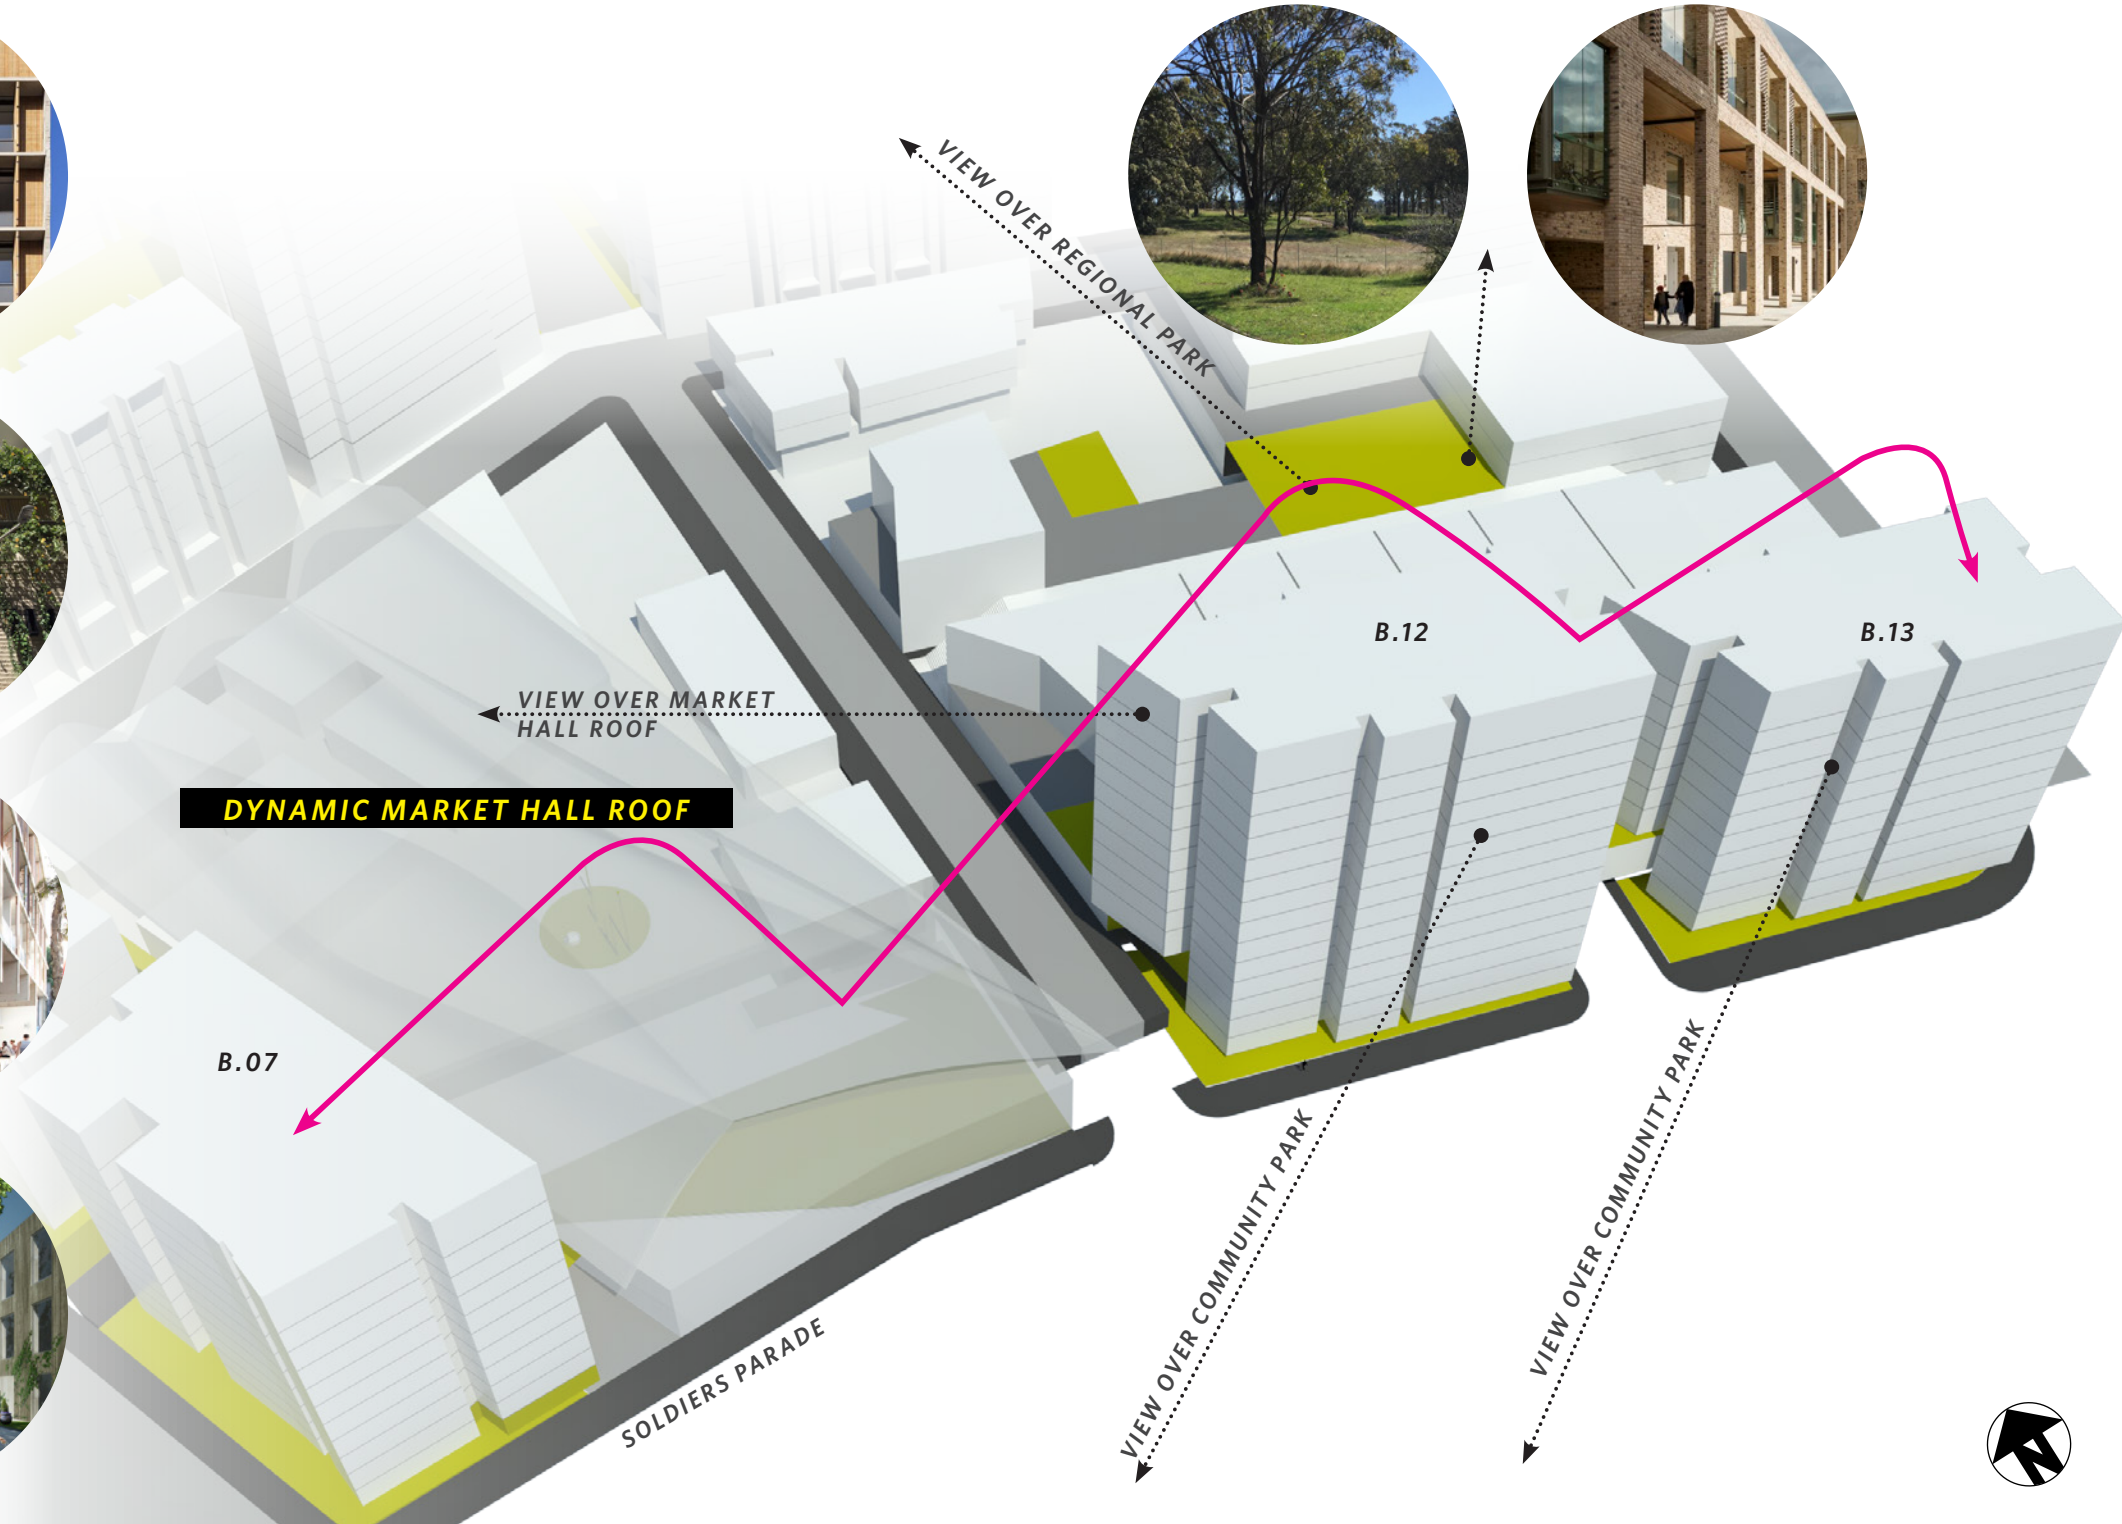 VIEW OVER REGIONAL PARK
B.12
B.13
VIEW OVER MARKET
HALL ROOF
DYNAMIC MARKET HALL ROOF
B.07
VIEW OVER COMMUNITY PARK
VIEW OVER COMMUNITY PARK
SOLDIERS PARADE
N